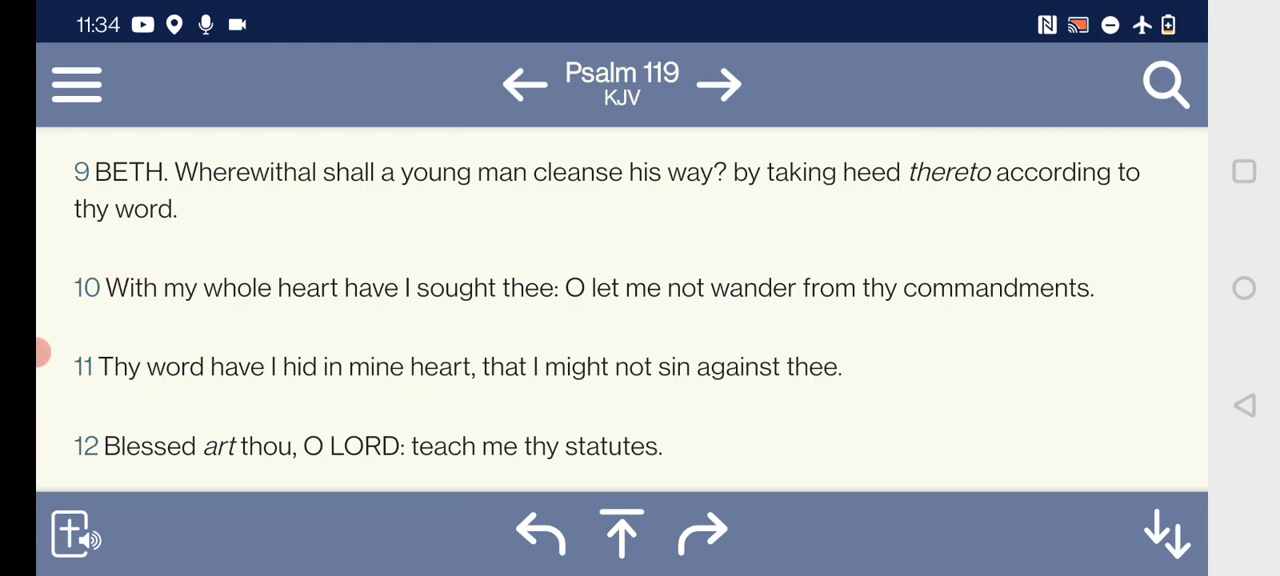 11:34
Psalm 119
KJV
9 BETH. Wherewithal shall a young man cleanse his way? by taking heed thereto according to
thy word.
10 With my whole heart have I sought thee: O let me not wander from thy commandments.
11 Thy word have I hid in mine heart, that I might not sin against thee.
12 Blessed art thou, O LORD: teach me thy statutes.